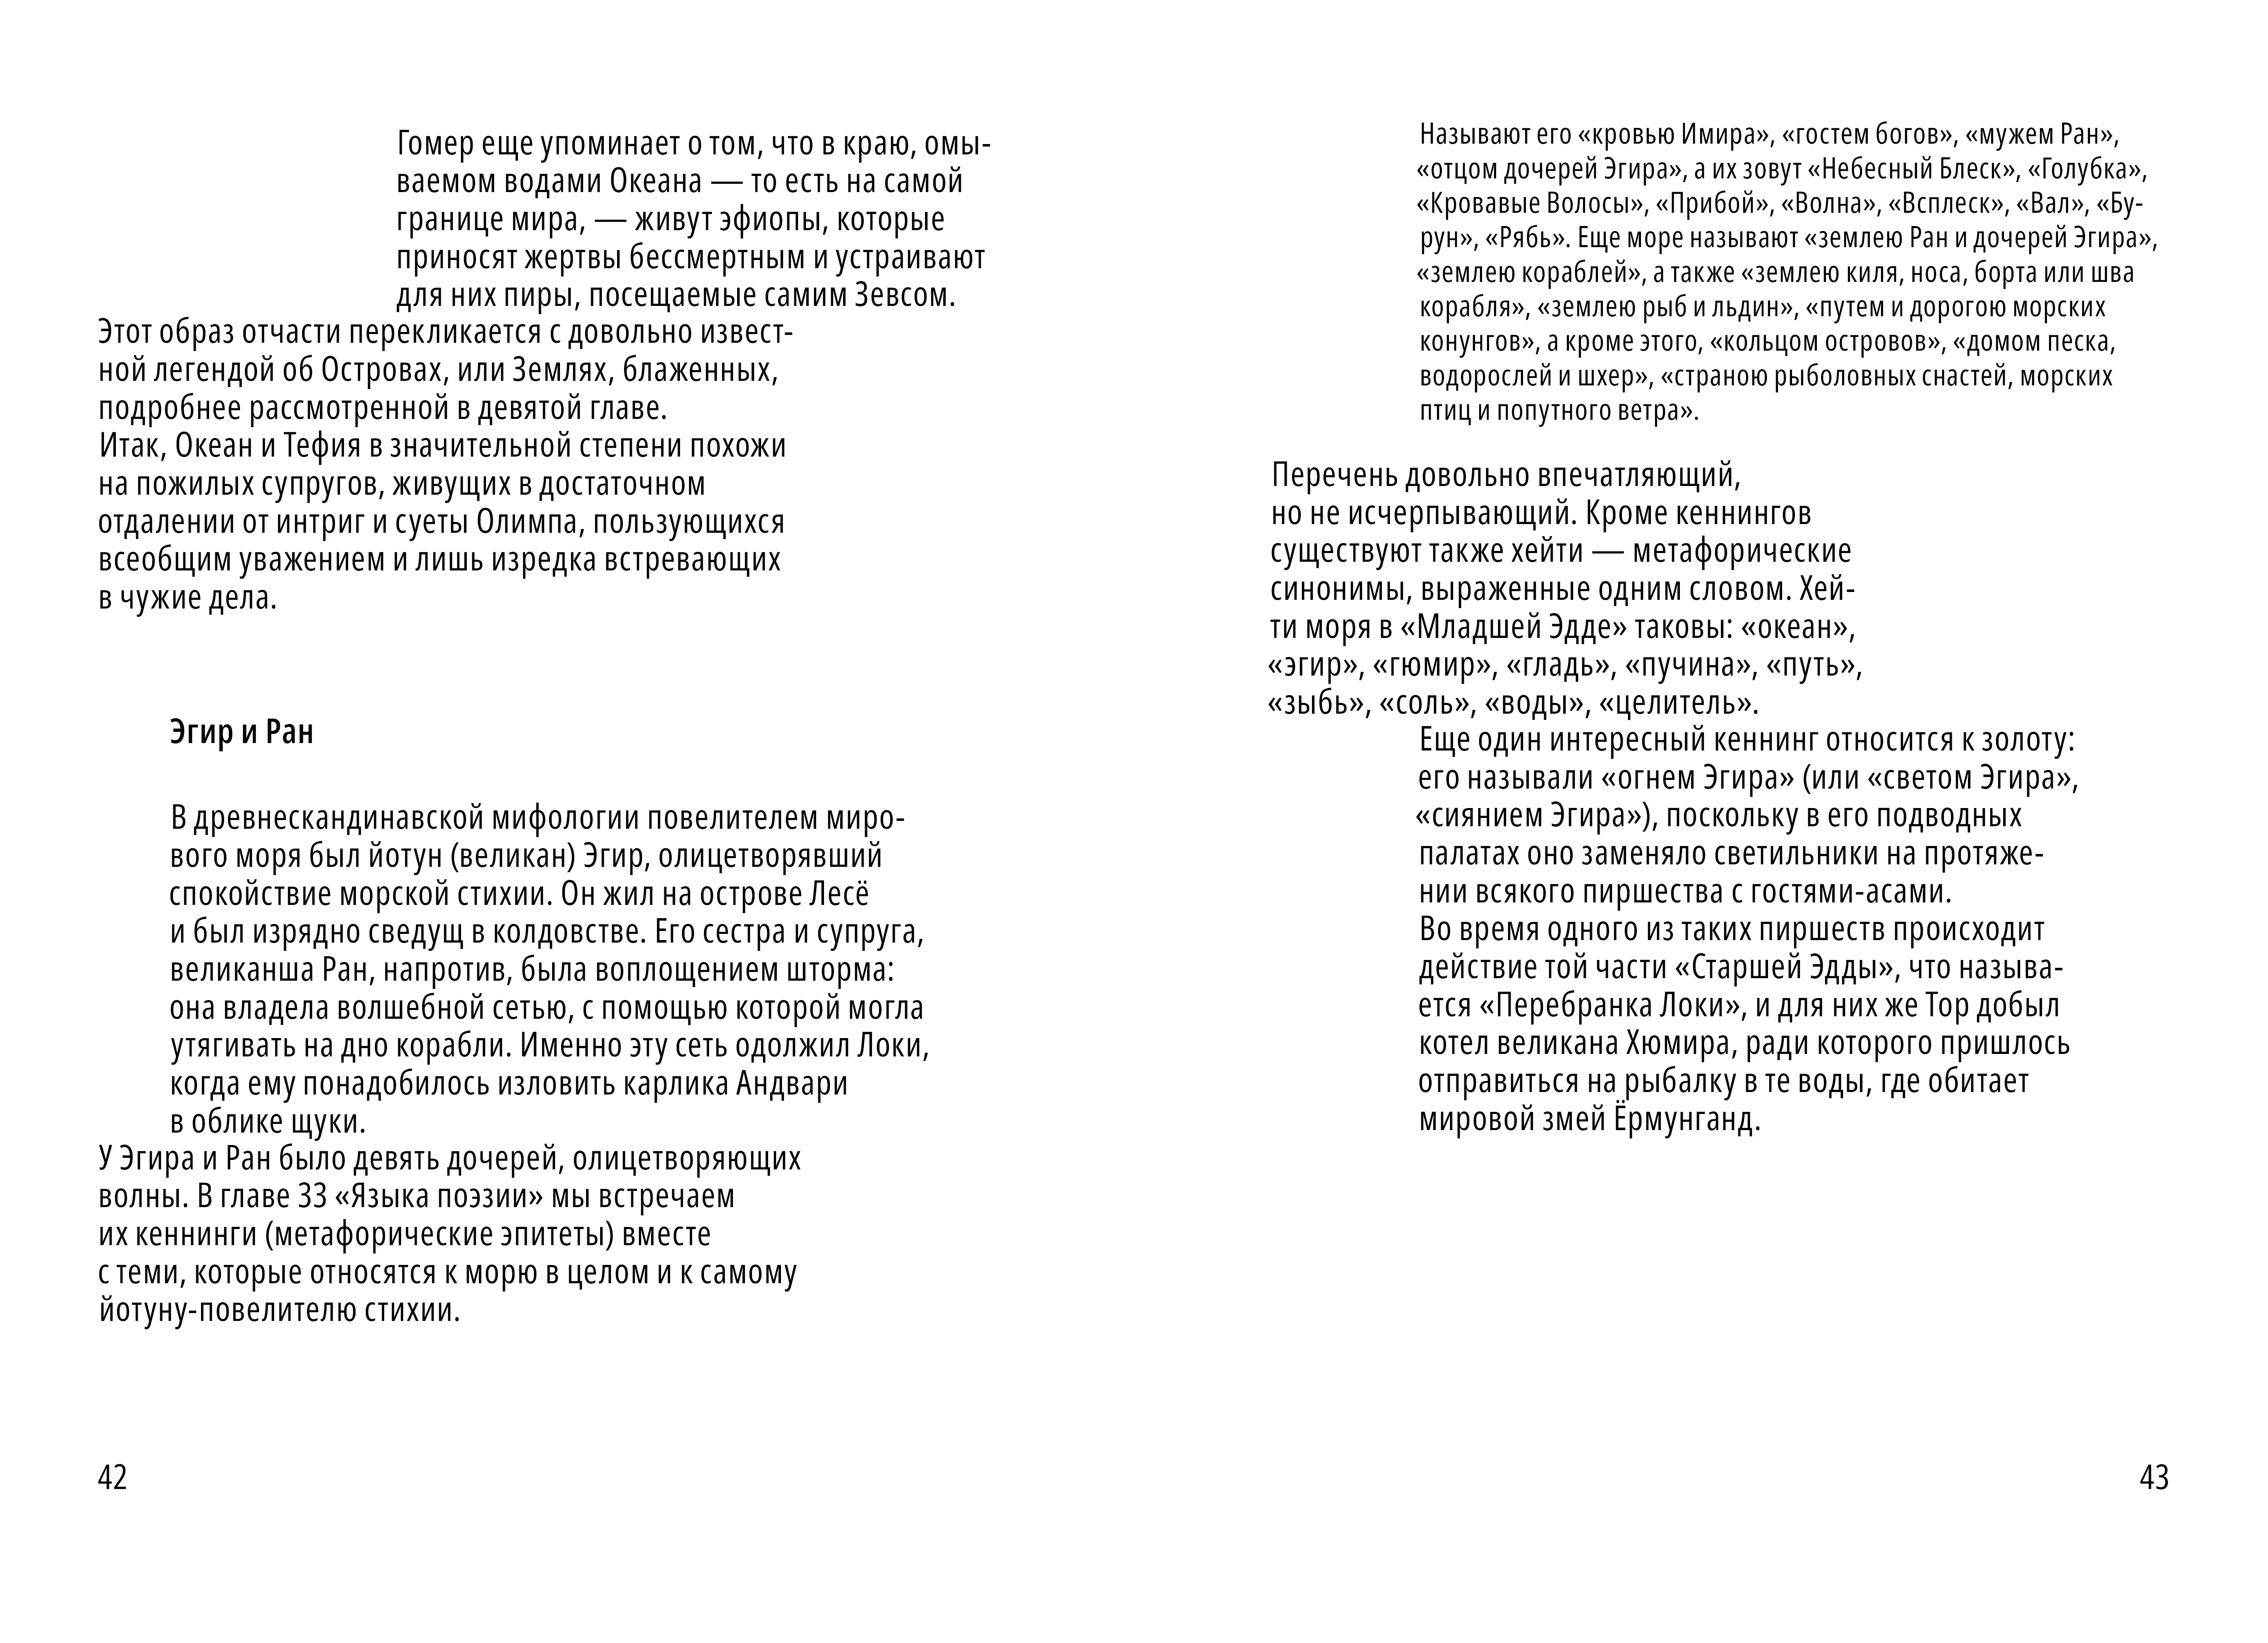 Гомер еще упоминает о том, что в краю, омы-
ваемом водами Океана — то есть на самой
границе мира, — живут эфиопы, которые
приносят жертвы бессмертным и устраивают
для них пиры, посещаемые самим Зевсом.
Этот образ отчасти перекликается с довольно извест-
ной легендой об Островах, или Землях, блаженных,
подробнее рассмотренной в девятой главе.
Итак, Океан и Тефия в значительной степени похожи
на пожилых супругов, живущих в достаточном
отдалении от интриг и суеты Олимпа, пользующихся
всеобщим уважением и лишь изредка встревающих
в чужие дела.
Эгир и Ран
В древнескандинавской мифологии повелителем миро-
вого моря был йотун (великан) Эгир, олицетворявший
спокойствие морской стихии. Он жил на острове Лесё
и был изрядно сведущ в колдовстве. Его сестра и супруга,
великанша Ран, напротив, была воплощением шторма:
она владела волшебной сетью, с помощью которой могла
утягивать на дно корабли. Именно эту сеть одолжил Локи,
когда ему понадобилось изловить карлика Андвари
в облике щуки.
У Эгира и Ран было девять дочерей, олицетворяющих
волны. В главе 33 «Языка поэзии» мы встречаем
их кеннинги (метафорические эпитеты) вместе
с теми, которые относятся к морю в целом и к самому
йотуну-повелителю стихии.
42
Называют его «кровью Имира», «гостем богов», «мужем Ран»,
«отцом дочерей Эгира», а их зовут «Небесный Блеск», «Голубка»,
«Кровавые Волосы», «Прибой», «Волна», «Всплеск», «Вал», «Бу-
рун», «Рябь». Еще море называют «землею Ран и дочерей Эгира»,
«землею кораблей», а также «землею киля, носа, борта или шва
корабля», «землею рыб и льдин», «путем и дорогою морских
конунгов», а кроме этого, «кольцом островов», «домом песка,
водорослей и шхер», «страною рыболовных снастей, морских
птиц и попутного ветра».
Перечень довольно впечатляющий,
но не исчерпывающий. Кроме кеннингов
существуют также хейти — метафорические
синонимы, выраженные одним словом. Хей-
ти моря в «Младшей Эдде» таковы: «океан»,
«эгир», «гюмир», «гладь», «пучина», «путь»,
«зыбь», «соль», «воды», «целитель».
Еще один интересный кеннинг относится к золоту:
его называли «огнем Эгира» (или «светом Эгира»,
«сиянием Эгира»), поскольку в его подводных
палатах оно заменяло светильники на протяже-
нии всякого пиршества с гостями-асами.
Во время одного из таких пиршеств происходит
действие той части «Старшей Эдды», что называ-
ется «Перебранка Локи», и для них же Тор добыл
котел великана Хюмира, ради которого пришлось
отправиться на рыбалку в те воды, где обитает
мировой змей Ёрмунганд.
43